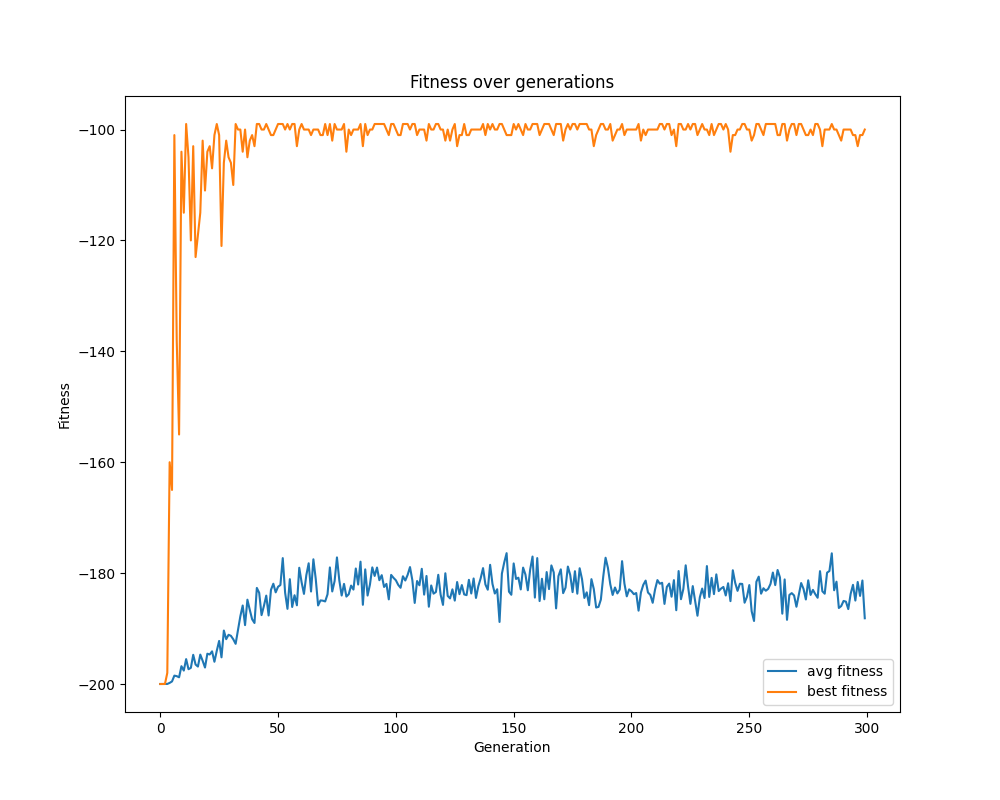 Fitness over generations
−100
−120
−140
−160
−180
−200
Fitness
0 50 100 150 200 250 300
Generation
avg fitness
best fitness